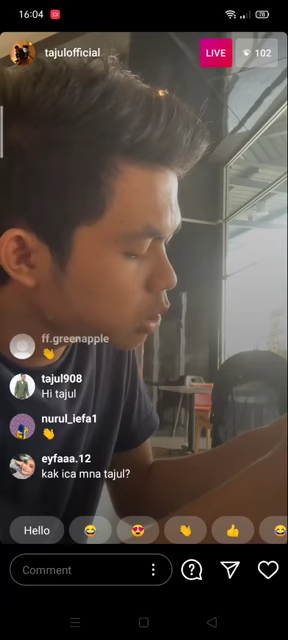 16:04
78
tajulofficial
LIVE
102
ff.greenapple
👋
tajul908
Hi tajul
nurul_iefa1
👋
eyfaaa.12
kak ica mna tajul?
Hello 😂 😍 👏 👍 😂
Comment